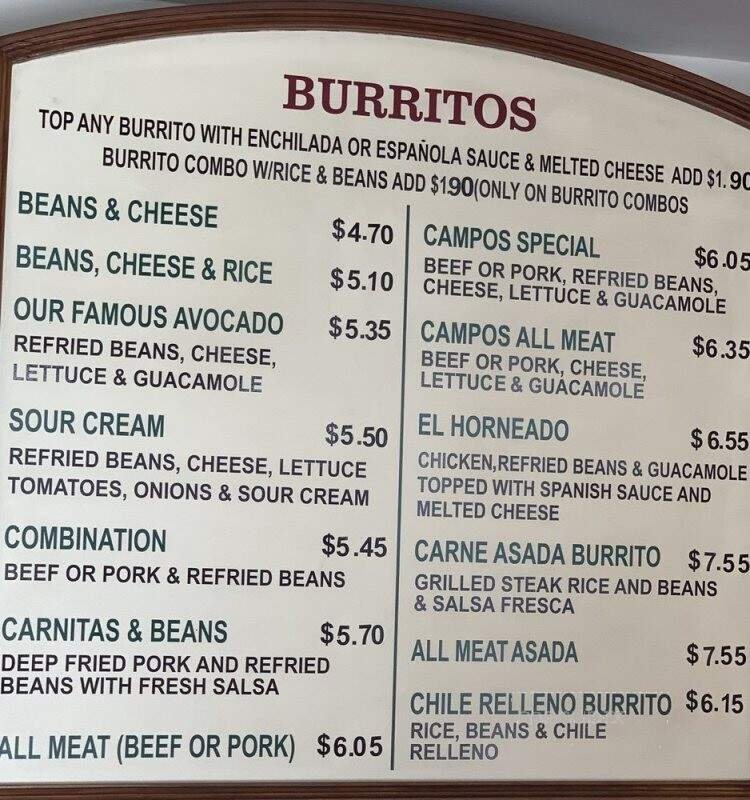 BURRITOS
TOP ANY BURRITO WITH ENCHILADA OR ESPAÑOLA SAUCE & MELTED CHEESE ADD $1.90
BURRITO COMBO W/RICE & BEANS ADD $1.90(ONLY ON BURRITO COMBOS
BEANS & CHEESE $4.70
BEANS, CHEESE & RICE $5.10
OUR FAMOUS AVOCADO $5.35
REFRIED BEANS, CHEESE,
LETTUCE & GUACAMOLE
SOUR CREAM $5.50
REFRIED BEANS, CHEESE, LETTUCE
TOMATOES, ONIONS & SOUR CREAM
COMBINATION $5.45
BEEF OR PORK & REFRIED BEANS
CARNITAS & BEANS $5.70
DEEP FRIED PORK AND REFRIED
BEANS WITH FRESH SALSA
ALL MEAT (BEEF OR PORK) $6.05
CAMPOS SPECIAL $6.05
BEEF OR PORK, REFRIED BEANS,
CHEESE, LETTUCE & GUACAMOLE
CAMPOS ALL MEAT $6.35
BEEF OR PORK, CHEESE,
LETTUCE & GUACAMOLE
EL HORNEADO $6.55
CHICKEN,REFRIED BEANS & GUACAMOLE
TOPPED WITH SPANISH SAUCE AND
MELTED CHEESE
CARNE ASADA BURRITO $7.55
GRILLED STEAK RICE AND BEANS
& SALSA FRESCA
ALL MEAT ASADA $7.55
CHILE RELLENO BURRITO $6.15
RICE, BEANS & CHILE
RELLENO